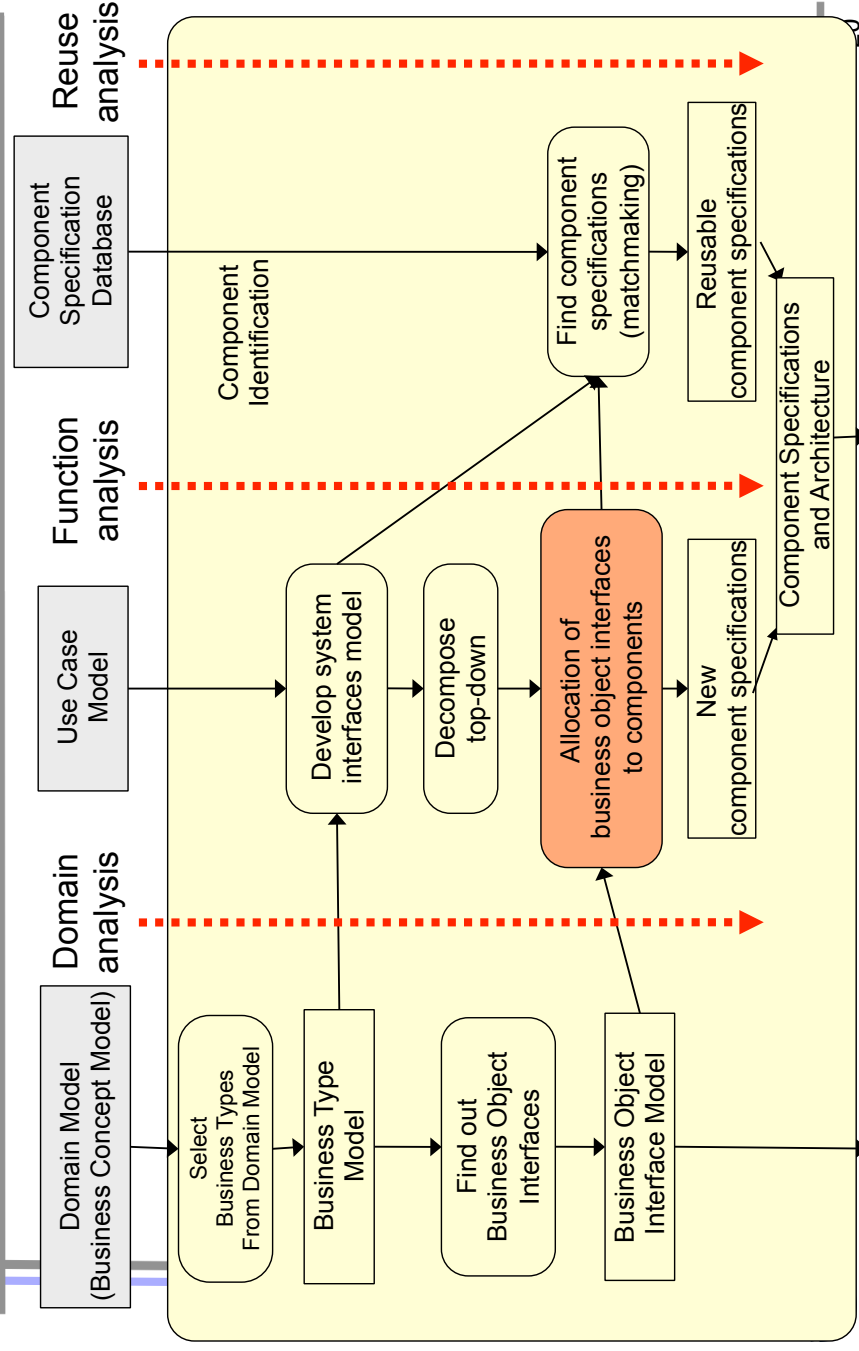 Domain Model
(Business Concept Model)
Use Case
Model
Component
Specification
Database
Domain
analysis
Function
analysis
Reuse
analysis
Select
Business Types
From Domain Model
Component
Identification
Business Type
Model
Develop system
interfaces model
Find out
Business Object
Interfaces
Decompose
top-down
Allocation of
business object interfaces
to components
Find component
specifications
(matchmaking)
Business Object
Interface Model
New
component specifications
Reusable
component specifications
Component Specifications
and Architecture